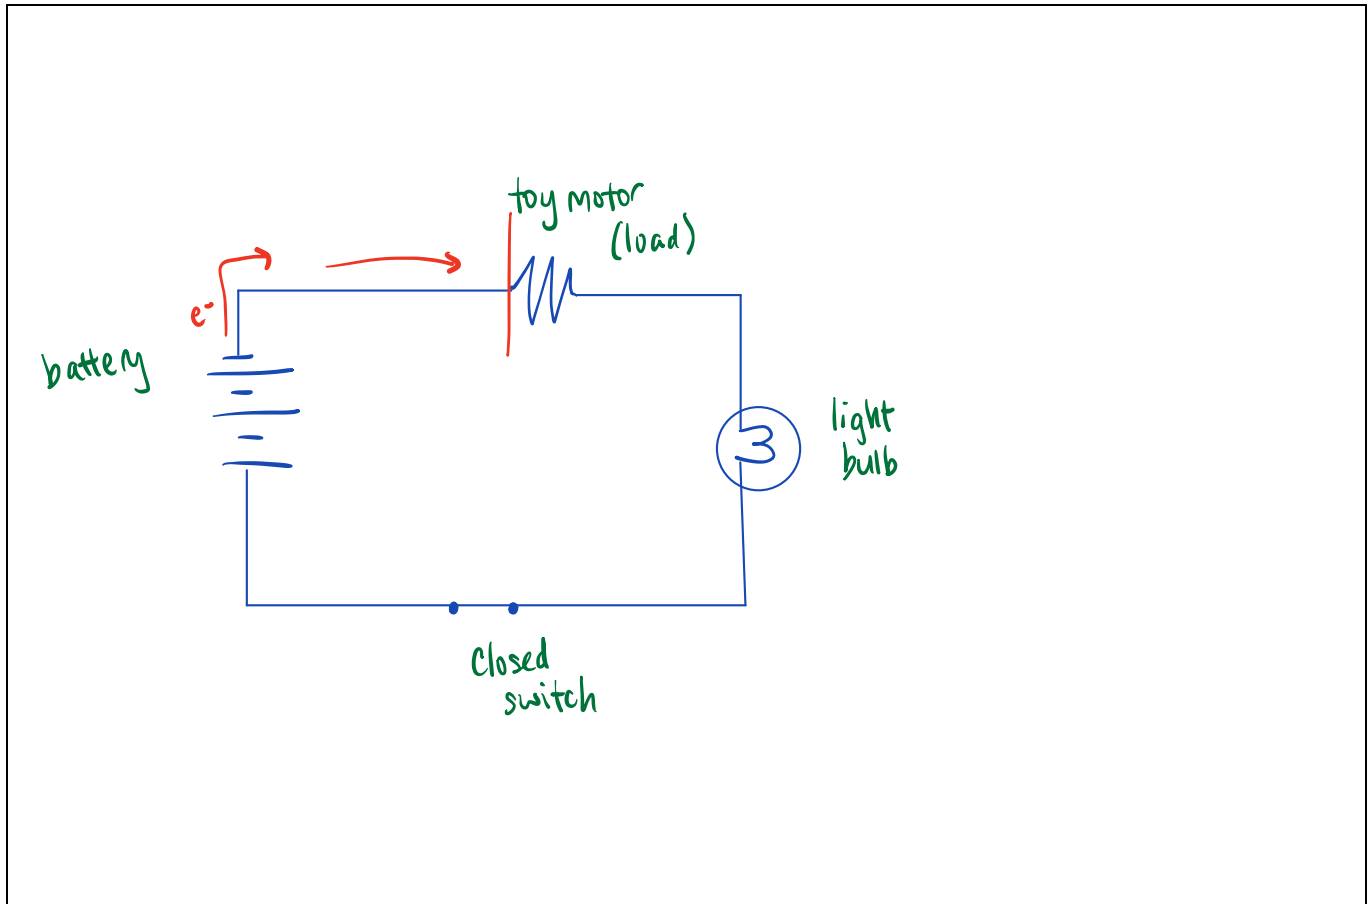 toy motor
(load)
e-
battery
light
bulb
closed
switch